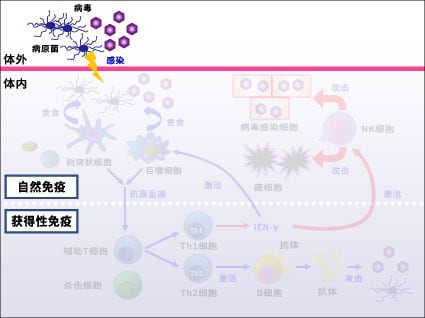 病毒
病原菌
感染
体外
体内
攻击
贪食
贪食
病毒感染细胞
NK细胞
树突状细胞
巨噬细胞
攻击
癌细胞
自然免疫
抗原呈递
激活
激活
获得性免疫
Th1
IFN-γ
辅助T细胞
Th1细胞
抗体
Th2
杀伤细胞
Th2细胞
激活
B细胞
抗体
攻击